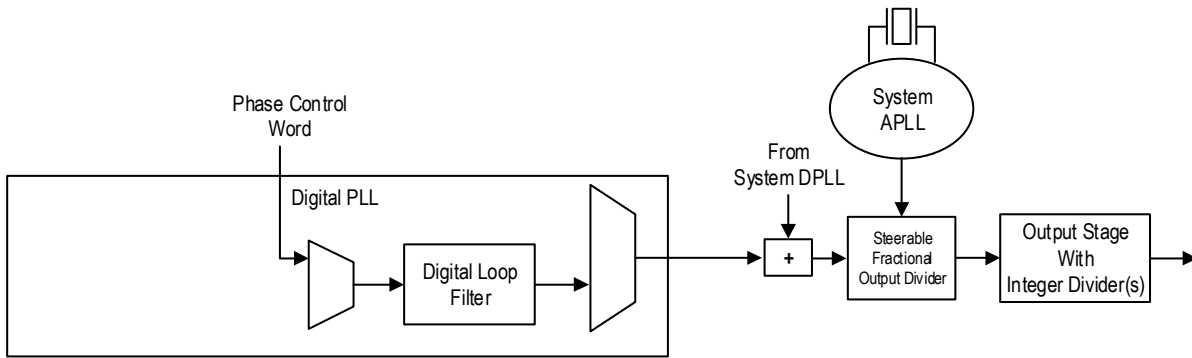 System
APLL
Phase Control
Word
From
System DPLL
Digital PLL
Digital Loop
Filter
+
Steerable
Fractional
Output Divider
Output Stage
With
Integer Divider(s)